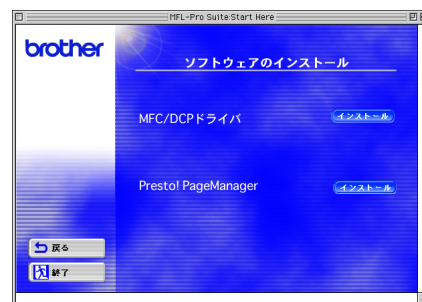 MFL-Pro Suite:Start Here
brother
ソフトウェアのインストール
MFC/DCPドライバ
インストール
Presto! PageManager
インストール
戻る
終了